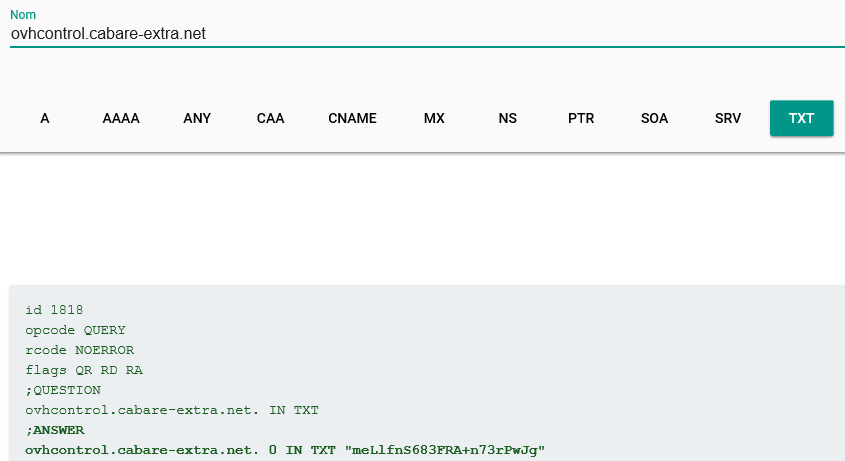 Nom
ovhcontrol.cabare-extra.net
A AAAA ANY CAA CNAME MX NS PTR SOA SRV TXT
id 1818
opcode QUERY
rcode NOERROR
flags QR RD RA
;QUESTION
ovhcontrol.cabare-extra.net. IN TXT
;ANSWER
ovhcontrol.cabare-extra.net. 0 IN TXT "meLlfnS683FRA+n73rPwJg"